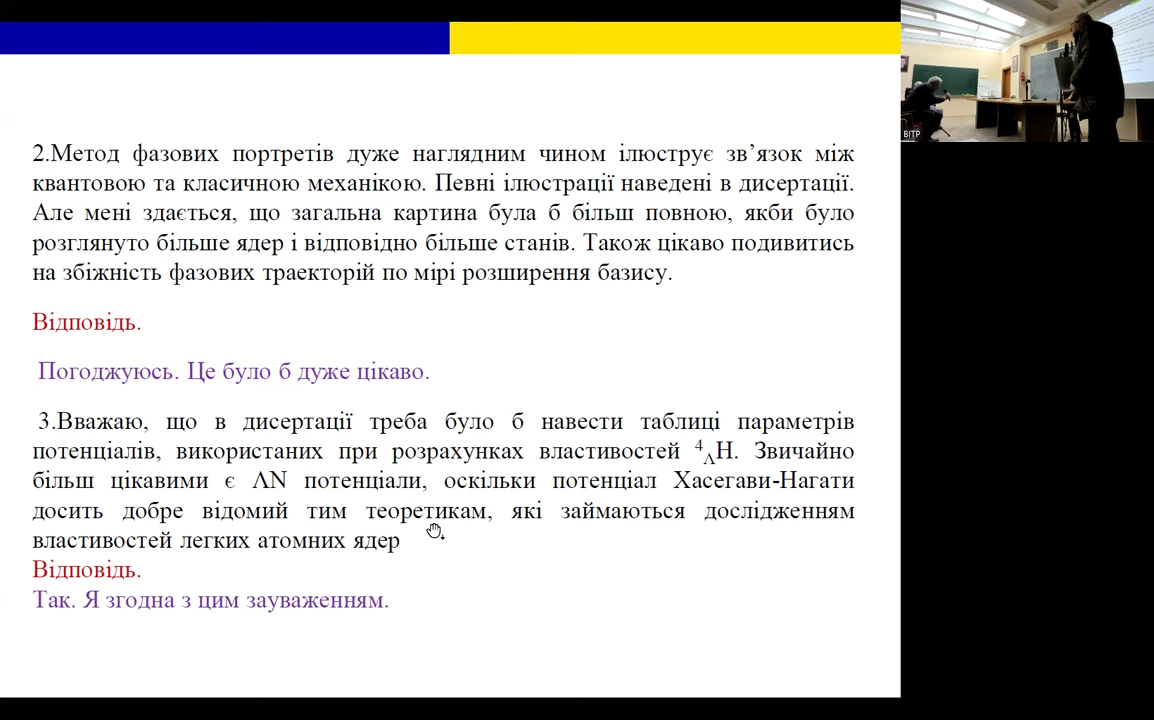 2.Метод фазових портретів дуже наглядним чином ілюструє зв’язок між
квантовою та класичною механікою. Певні ілюстрації наведені в дисертації.
Але мені здається, що загальна картина була б більш повною, якби було
розглянуто більше ядер і відповідно більше станів. Також цікаво подивитись
на збіжність фазових траекторій по мірі розширення базису.
Відповідь.
Погоджуюсь. Це було б дуже цікаво.
3.Вважаю, що в дисертації треба було б навести таблиці параметрів
потенціалів, використаних при розрахунках властивостей ⁴ΛH. Звичайно
більш цікавими є ΛN потенціали, оскільки потенціал Хасегави-Нагати
досить добре відомий тим теоретикам, які займаються дослідженням
властивостей легких атомних ядер
Відповідь.
Так. Я згодна з цим зауваженням.
ВІТР